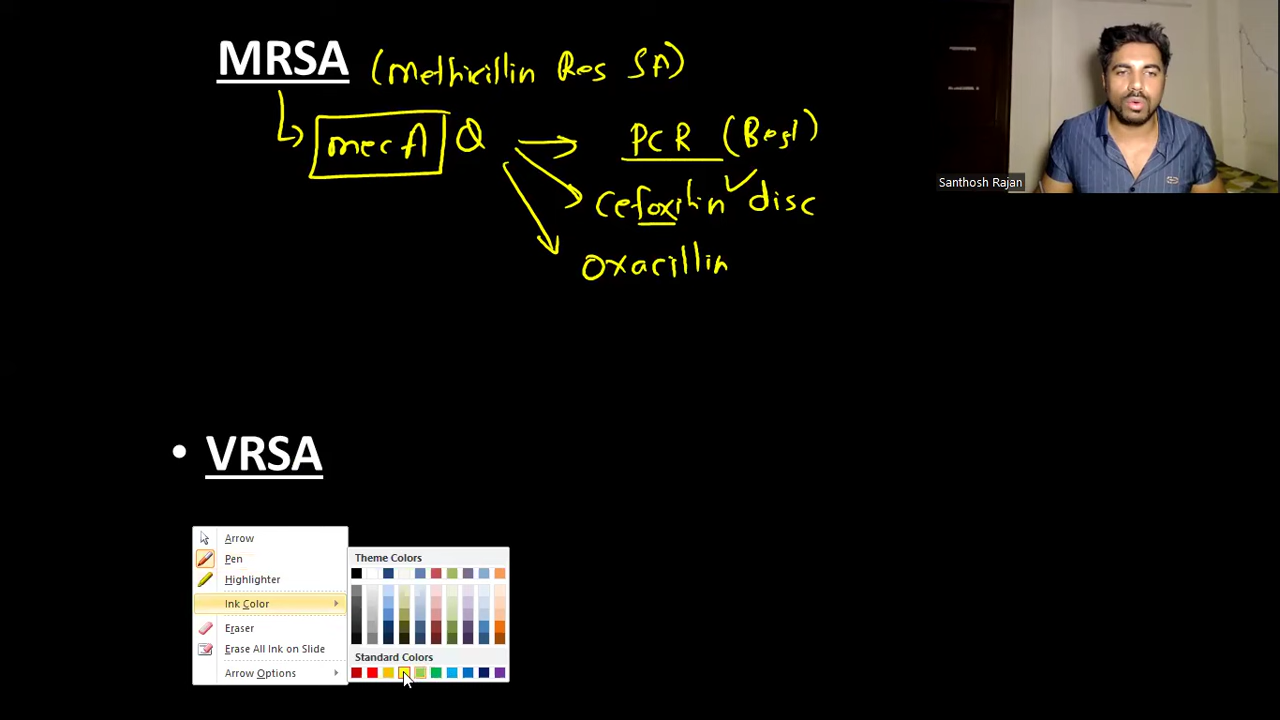 MRSA (Methicillin Res SA)
mecA Q → PCR (Best)
cefoxitin ✓ disc
oxacillin
Santhosh Rajan
• VRSA
Arrow
Pen
Highlighter
Ink Color
Eraser
Erase All Ink on Slide
Arrow Options
Theme Colors
Standard Colors